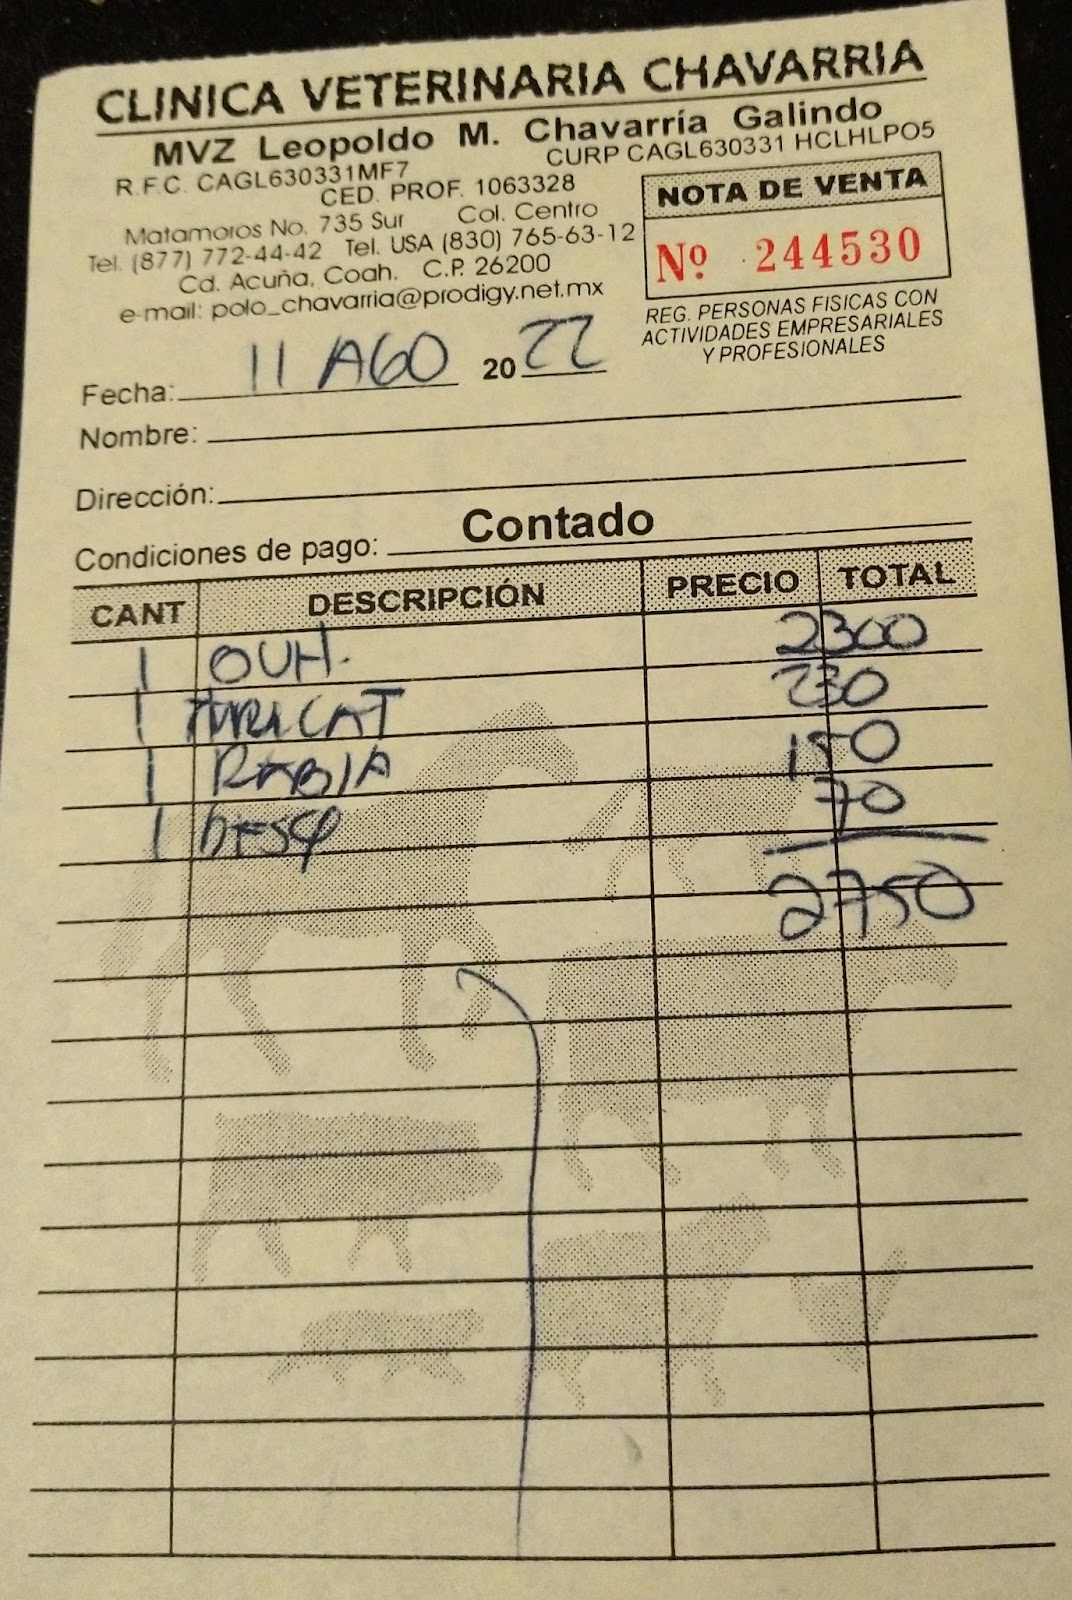 CLINICA VETERINARIA CHAVARRIA
MVZ Leopoldo M. Chavarría Galindo
R.F.C. CAGL630331MF7 CURP CAGL630331 HCLHLPO5
CED. PROF. 1063328
Matamoros No. 735 Sur Col. Centro
Tel. (877) 772-44-42 Tel. USA (830) 765-63-12
Cd. Acuña, Coah. C.P. 26200
e-mail: polo_chavarria@prodigy.net.mx
NOTA DE VENTA
Nº 244530
REG. PERSONAS FISICAS CON
ACTIVIDADES EMPRESARIALES
Y PROFESIONALES
Fecha: 11 AGO 2022
Nombre:
Dirección:
Condiciones de pago: Contado
CANT DESCRIPCIÓN PRECIO TOTAL
1 OVH. 2300
1 CAT 230
1 RABIA 150
1 DESP 70
2750